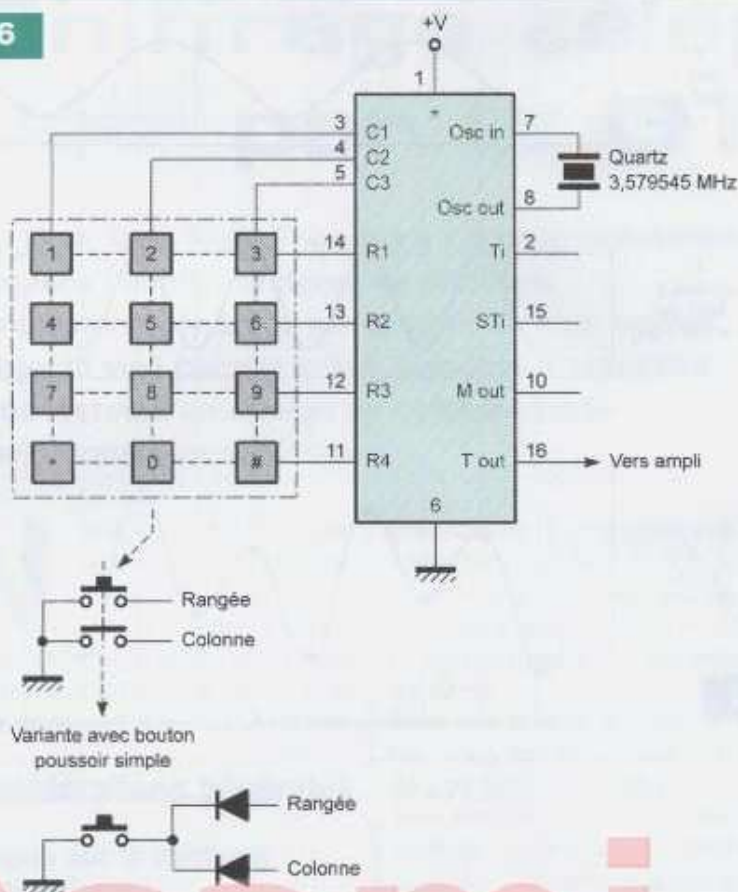 6
+V
1
3 C1
4 C2
5 C3
Osc in 7
Quartz
3,579545 MHz
Osc out 8
1 2 3 14 R1
Ti 2
4 5 6 13 R2
STi 15
7 8 9 12 R3
M out 10
* 0 # 11 R4
T out 16 Vers ampli
6
Rangée
Colonne
Variante avec bouton
poussoir simple
Rangée
Colonne